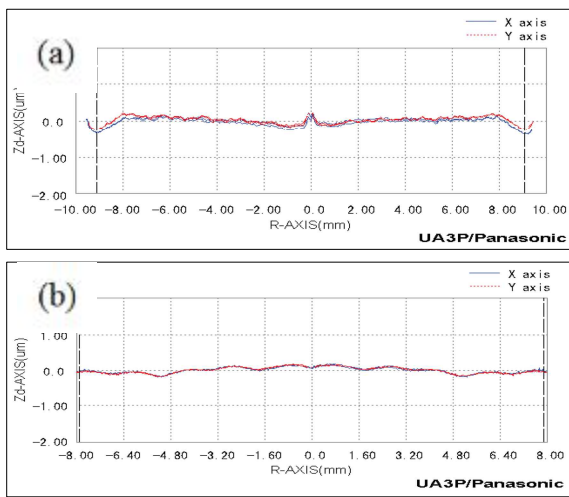 (a)
X axis
Y axis
Zd-AXIS(um)
0.0
-1.00
-2.00
-10.00 -8.00 -6.00 -4.00 -2.00 0.0 2.00 4.00 6.00 8.00 10.00
R-AXIS(mm)
UA3P/Panasonic
(b)
X axis
Y axis
Zd-AXIS(um)
1.00
0.0
-1.00
-2.00
-8.00 -6.40 -4.80 -3.20 -1.60 0.0 1.60 3.20 4.80 6.40 8.00
R-AXIS(mm)
UA3P/Panasonic